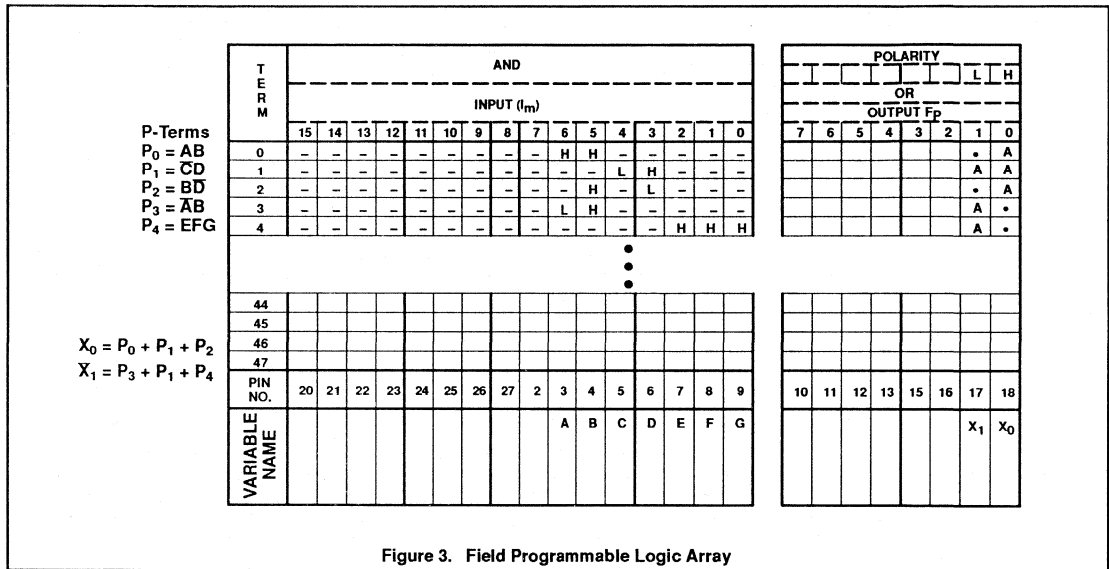 TERM
AND
INPUT (Im)
15 14 13 12 11 10 9 8 7 6 5 4 3 2 1 0
POLARITY
L H
OR
OUTPUT FP
7 6 5 4 3 2 1 0
P-Terms
P0 = AB 0 – – – – – – – – – H H – – – – – • A
P1 = C̅D 1 – – – – – – – – – – – L H – – – A A
P2 = BD̅ 2 – – – – – – – – – – H – L – – – • A
P3 = A̅B 3 – – – – – – – – – L H – – – – – A •
P4 = EFG 4 – – – – – – – – – – – – – H H H A •
•
•
•
44
45
46
47
X0 = P0 + P1 + P2
X̅1 = P3 + P1 + P4
PIN NO. 20 21 22 23 24 25 26 27 2 3 4 5 6 7 8 9 10 11 12 13 15 16 17 18
VARIABLE NAME A B C D E F G X1 X0
Figure 3. Field Programmable Logic Array